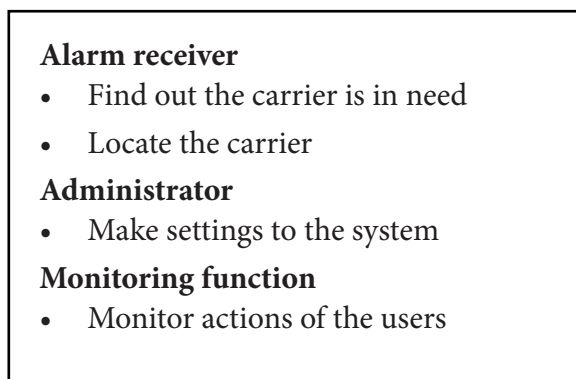 Alarm receiver
• Find out the carrier is in need
• Locate the carrier
Administrator
• Make settings to the system
Monitoring function
• Monitor actions of the users